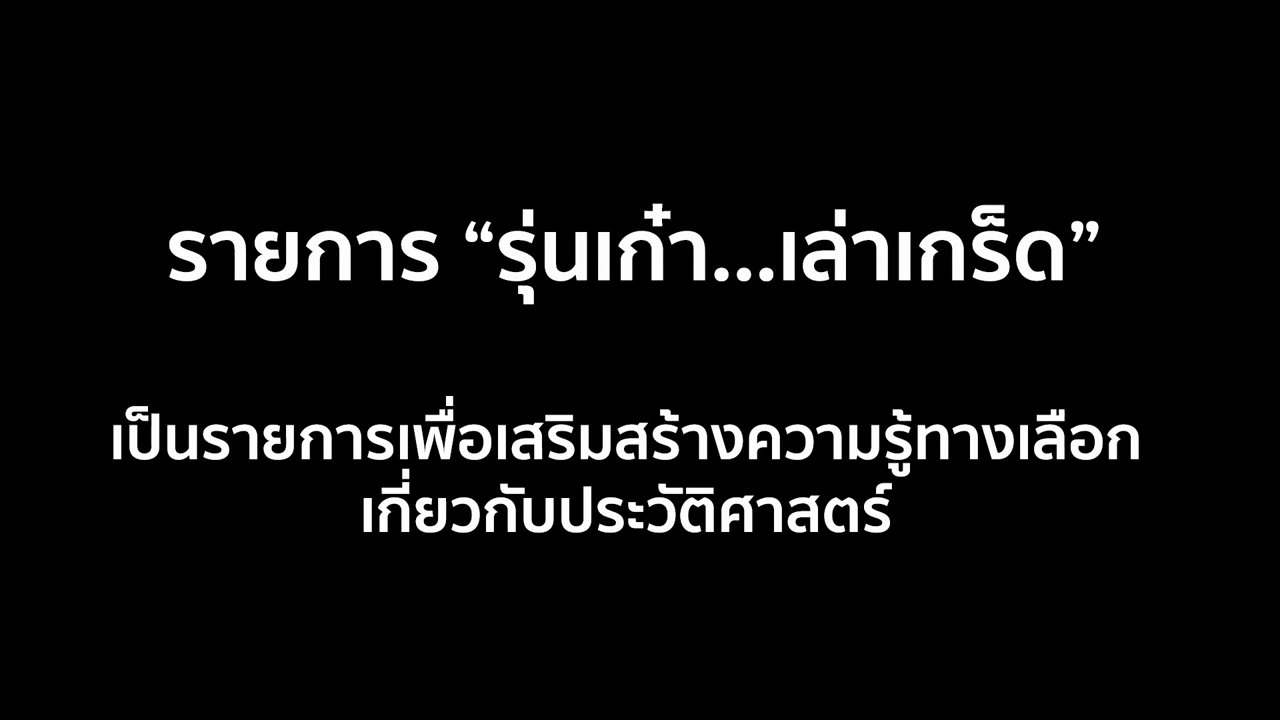 รายการ “รุ่นเก๋า...เล่าเกร็ด”
เป็นรายการเพื่อเสริมสร้างความรู้ทางเลือก
เกี่ยวกับประวัติศาสตร์